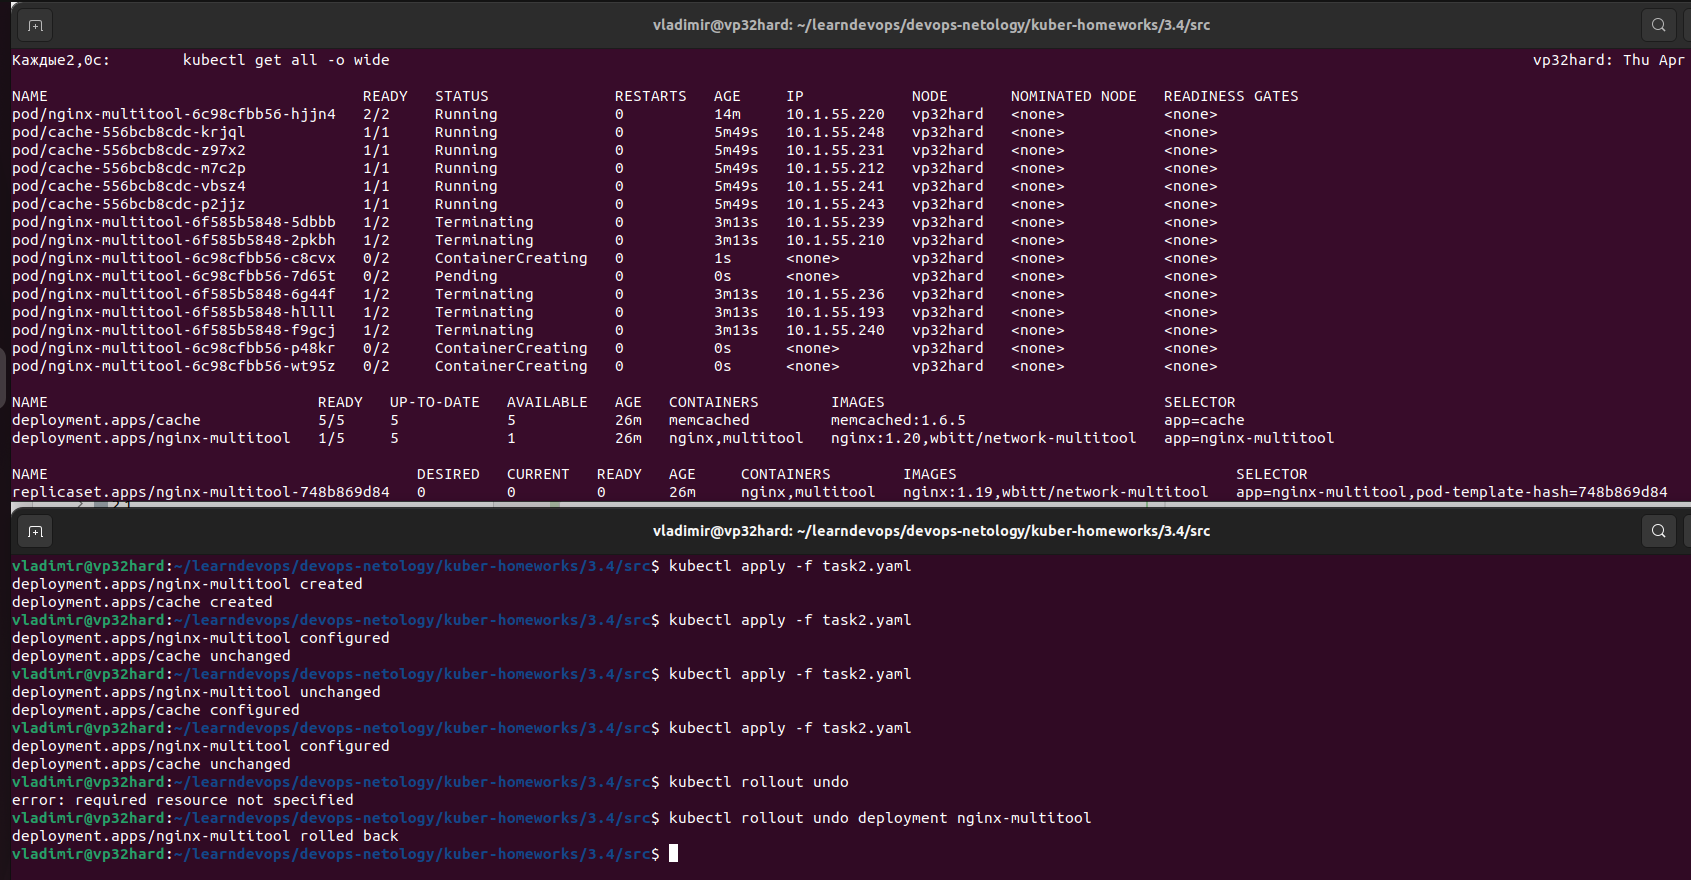 vladimir@vp32hard: ~/learndevops/devops-netology/kuber-homeworks/3.4/src
Каждые2,0с: kubectl get all -o wide vp32hard: Thu Apr
NAME READY STATUS RESTARTS AGE IP NODE NOMINATED NODE READINESS GATES
pod/nginx-multitool-6c98cfbb56-hjjn4 2/2 Running 0 14m 10.1.55.220 vp32hard <none> <none>
pod/cache-556bcb8cdc-krjql 1/1 Running 0 5m49s 10.1.55.248 vp32hard <none> <none>
pod/cache-556bcb8cdc-z97x2 1/1 Running 0 5m49s 10.1.55.231 vp32hard <none> <none>
pod/cache-556bcb8cdc-m7c2p 1/1 Running 0 5m49s 10.1.55.212 vp32hard <none> <none>
pod/cache-556bcb8cdc-vbsz4 1/1 Running 0 5m49s 10.1.55.241 vp32hard <none> <none>
pod/cache-556bcb8cdc-p2jjz 1/1 Running 0 5m49s 10.1.55.243 vp32hard <none> <none>
pod/nginx-multitool-6f585b5848-5dbbb 1/2 Terminating 0 3m13s 10.1.55.239 vp32hard <none> <none>
pod/nginx-multitool-6f585b5848-2pkbh 1/2 Terminating 0 3m13s 10.1.55.210 vp32hard <none> <none>
pod/nginx-multitool-6c98cfbb56-c8cvx 0/2 ContainerCreating 0 1s <none> vp32hard <none> <none>
pod/nginx-multitool-6c98cfbb56-7d65t 0/2 Pending 0 0s <none> vp32hard <none> <none>
pod/nginx-multitool-6f585b5848-6g44f 1/2 Terminating 0 3m13s 10.1.55.236 vp32hard <none> <none>
pod/nginx-multitool-6f585b5848-hllll 1/2 Terminating 0 3m13s 10.1.55.193 vp32hard <none> <none>
pod/nginx-multitool-6f585b5848-f9gcj 1/2 Terminating 0 3m13s 10.1.55.240 vp32hard <none> <none>
pod/nginx-multitool-6c98cfbb56-p48kr 0/2 ContainerCreating 0 0s <none> vp32hard <none> <none>
pod/nginx-multitool-6c98cfbb56-wt95z 0/2 ContainerCreating 0 0s <none> vp32hard <none> <none>
NAME READY UP-TO-DATE AVAILABLE AGE CONTAINERS IMAGES SELECTOR
deployment.apps/cache 5/5 5 5 26m memcached memcached:1.6.5 app=cache
deployment.apps/nginx-multitool 1/5 5 1 26m nginx,multitool nginx:1.20,wbitt/network-multitool app=nginx-multitool
NAME DESIRED CURRENT READY AGE CONTAINERS IMAGES SELECTOR
replicaset.apps/nginx-multitool-748b869d84 0 0 0 26m nginx,multitool nginx:1.19,wbitt/network-multitool app=nginx-multitool,pod-template-hash=748b869d84
vladimir@vp32hard: ~/learndevops/devops-netology/kuber-homeworks/3.4/src
vladimir@vp32hard:~/learndevops/devops-netology/kuber-homeworks/3.4/src$ kubectl apply -f task2.yaml
deployment.apps/nginx-multitool created
deployment.apps/cache created
vladimir@vp32hard:~/learndevops/devops-netology/kuber-homeworks/3.4/src$ kubectl apply -f task2.yaml
deployment.apps/nginx-multitool configured
deployment.apps/cache unchanged
vladimir@vp32hard:~/learndevops/devops-netology/kuber-homeworks/3.4/src$ kubectl apply -f task2.yaml
deployment.apps/nginx-multitool unchanged
deployment.apps/cache configured
vladimir@vp32hard:~/learndevops/devops-netology/kuber-homeworks/3.4/src$ kubectl apply -f task2.yaml
deployment.apps/nginx-multitool configured
deployment.apps/cache unchanged
vladimir@vp32hard:~/learndevops/devops-netology/kuber-homeworks/3.4/src$ kubectl rollout undo
error: required resource not specified
vladimir@vp32hard:~/learndevops/devops-netology/kuber-homeworks/3.4/src$ kubectl rollout undo deployment nginx-multitool
deployment.apps/nginx-multitool rolled back
vladimir@vp32hard:~/learndevops/devops-netology/kuber-homeworks/3.4/src$